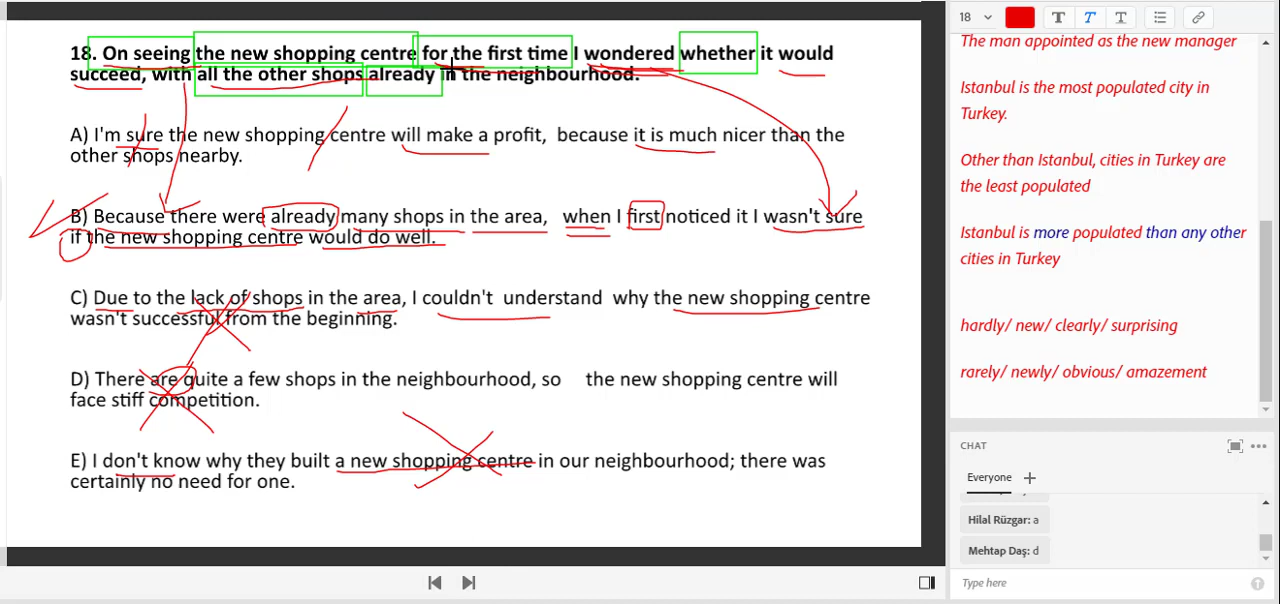 18. On seeing the new shopping centre for the first time I wondered whether it would
succeed, with all the other shops already in the neighbourhood.
A) I'm sure the new shopping centre will make a profit, because it is much nicer than the
other shops nearby.
B) Because there were already many shops in the area, when I first noticed it I wasn't sure
if the new shopping centre would do well.
C) Due to the lack of shops in the area, I couldn't understand why the new shopping centre
wasn't successful from the beginning.
D) There are quite a few shops in the neighbourhood, so the new shopping centre will
face stiff competition.
E) I don't know why they built a new shopping centre in our neighbourhood; there was
certainly no need for one.
18
T T T
The man appointed as the new manager
Istanbul is the most populated city in
Turkey.
Other than Istanbul, cities in Turkey are
the least populated
Istanbul is more populated than any other
cities in Turkey
hardly/ new/ clearly/ surprising
rarely/ newly/ obvious/ amazement
CHAT
Everyone
Hilal Rüzgar: a
Mehtap Daş: d
Type here